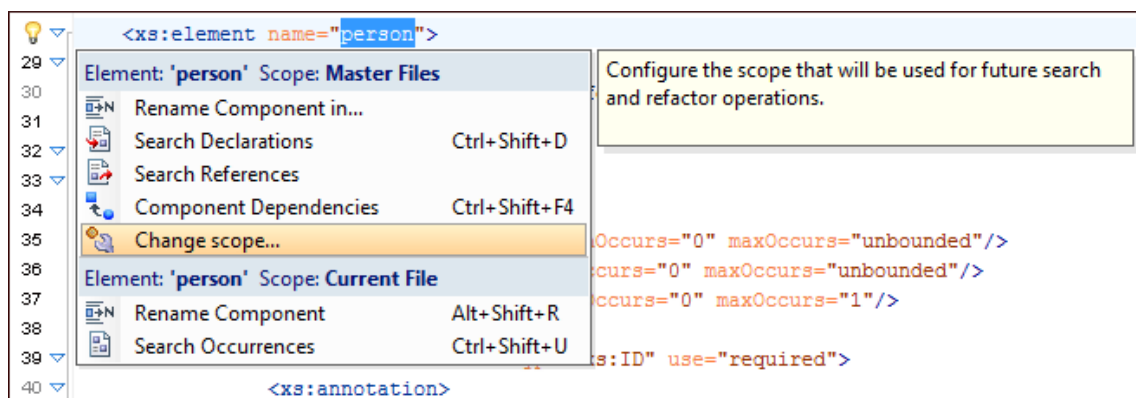 <xs:element name="person">
29
Element: 'person' Scope: Master Files
Configure the scope that will be used for future search
and refactor operations.
30
Rename Component in...
31
Search Declarations Ctrl+Shift+D
32
Search References
33
Component Dependencies Ctrl+Shift+F4
34
Change scope...
35 Occurs="0" maxOccurs="unbounded"/>
36 ccurs="0" maxOccurs="unbounded"/>
Element: 'person' Scope: Current File
37 ccurs="0" maxOccurs="1"/>
Rename Component Alt+Shift+R
38
Search Occurrences Ctrl+Shift+U
39 s:ID" use="required">
40 <xs:annotation>